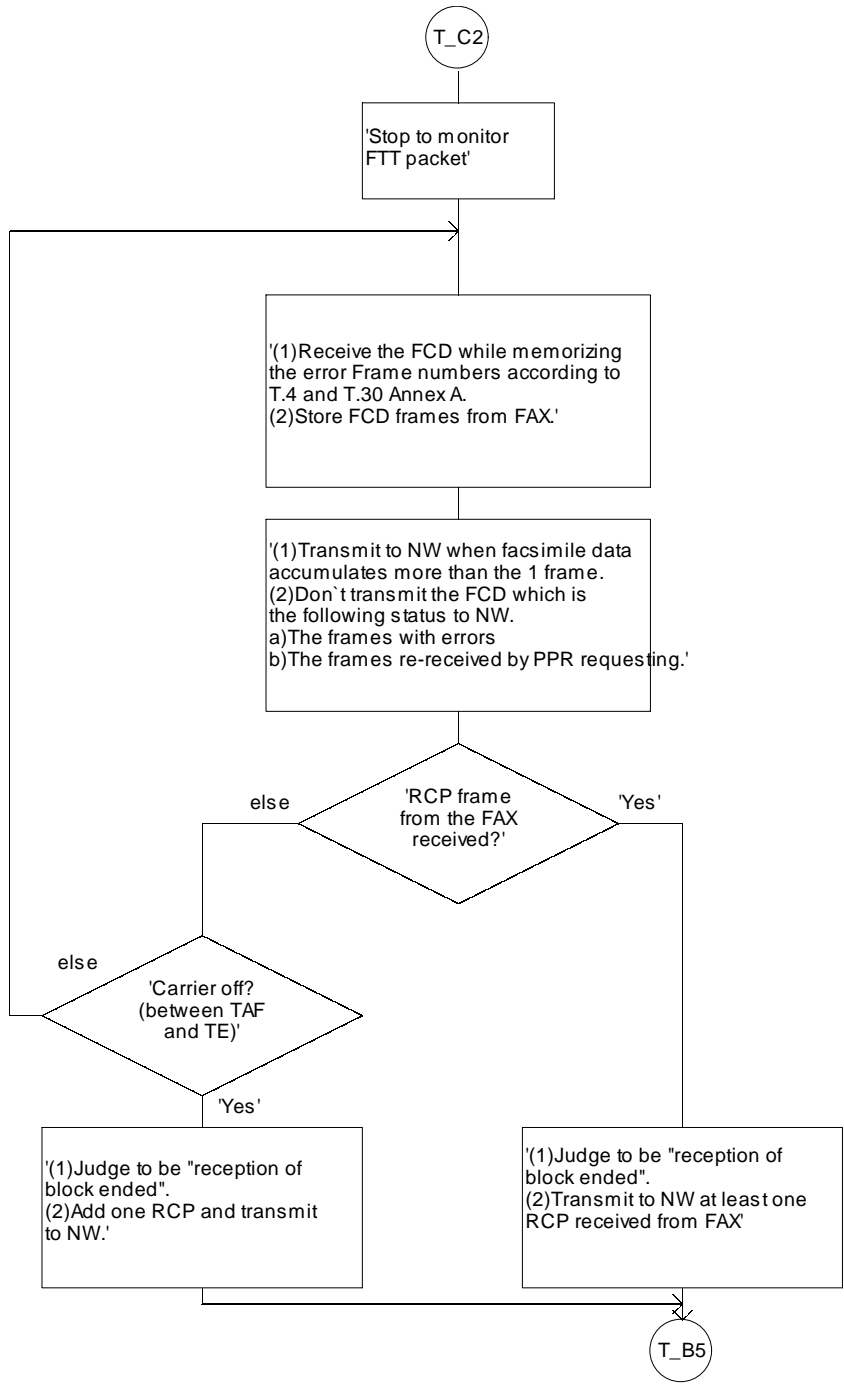 T_C2
'Stop to monitor
FTT packet'
'(1)Receive the FCD while memorizing
the error Frame numbers according to
T.4 and T.30 Annex A.
(2)Store FCD frames from FAX.'
'(1)Transmit to NW when facsimile data
accumulates more than the 1 frame.
(2)Don`t transmit the FCD which is
the following status to NW.
a)The frames with errors
b)The frames re-received by PPR requesting.'
else
'RCP frame
from the FAX
received?'
'Yes'
else
'Carrier off?
(between TAF
and TE)'
'Yes'
'(1)Judge to be "reception of
block ended".
(2)Add one RCP and transmit
to NW.'
'(1)Judge to be "reception of
block ended".
(2)Transmit to NW at least one
RCP received from FAX'
T_B5